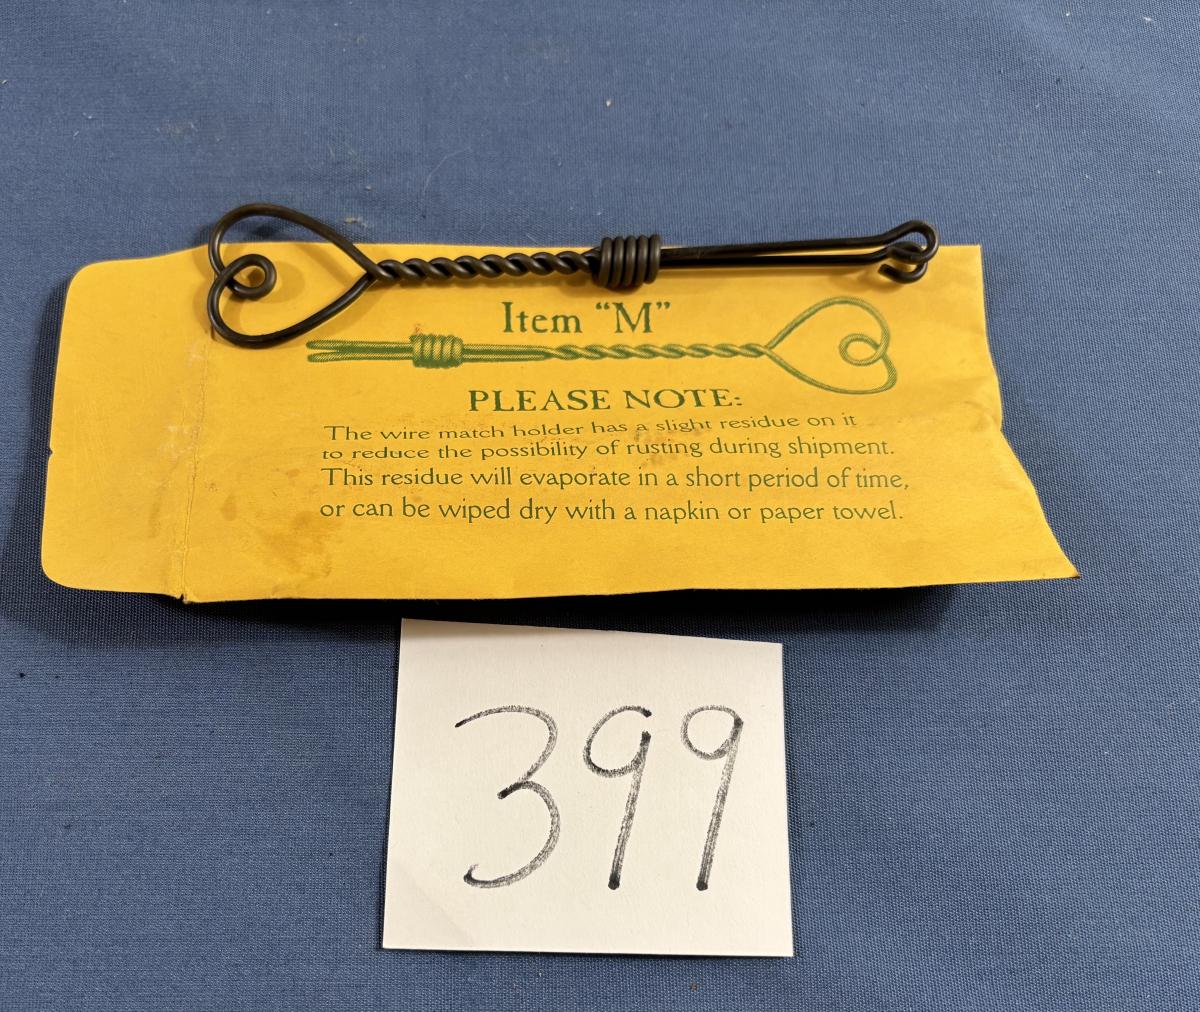 Item “M”
PLEASE NOTE:
The wire match holder has a slight residue on it
to reduce the possibility of rusting during shipment.
This residue will evaporate in a short period of time,
or can be wiped dry with a napkin or paper towel.
399